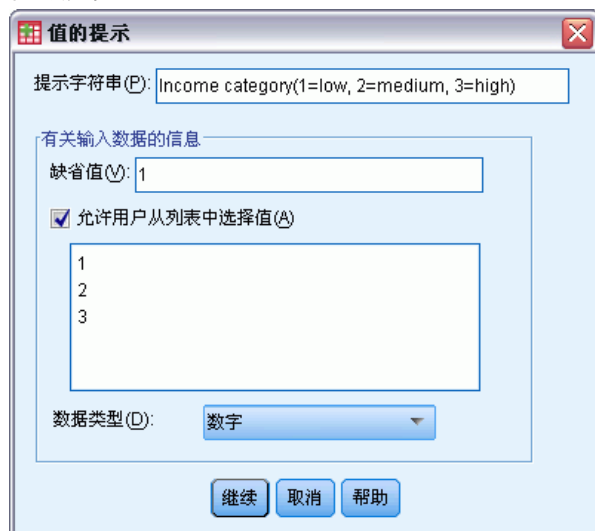 值的提示
提示字符串(P): Income category(1=low, 2=medium, 3=high)
有关输入数据的信息
缺省值(V): 1
允许用户从列表中选择值(A)
1
2
3
数据类型(D): 数字
继续 取消 帮助